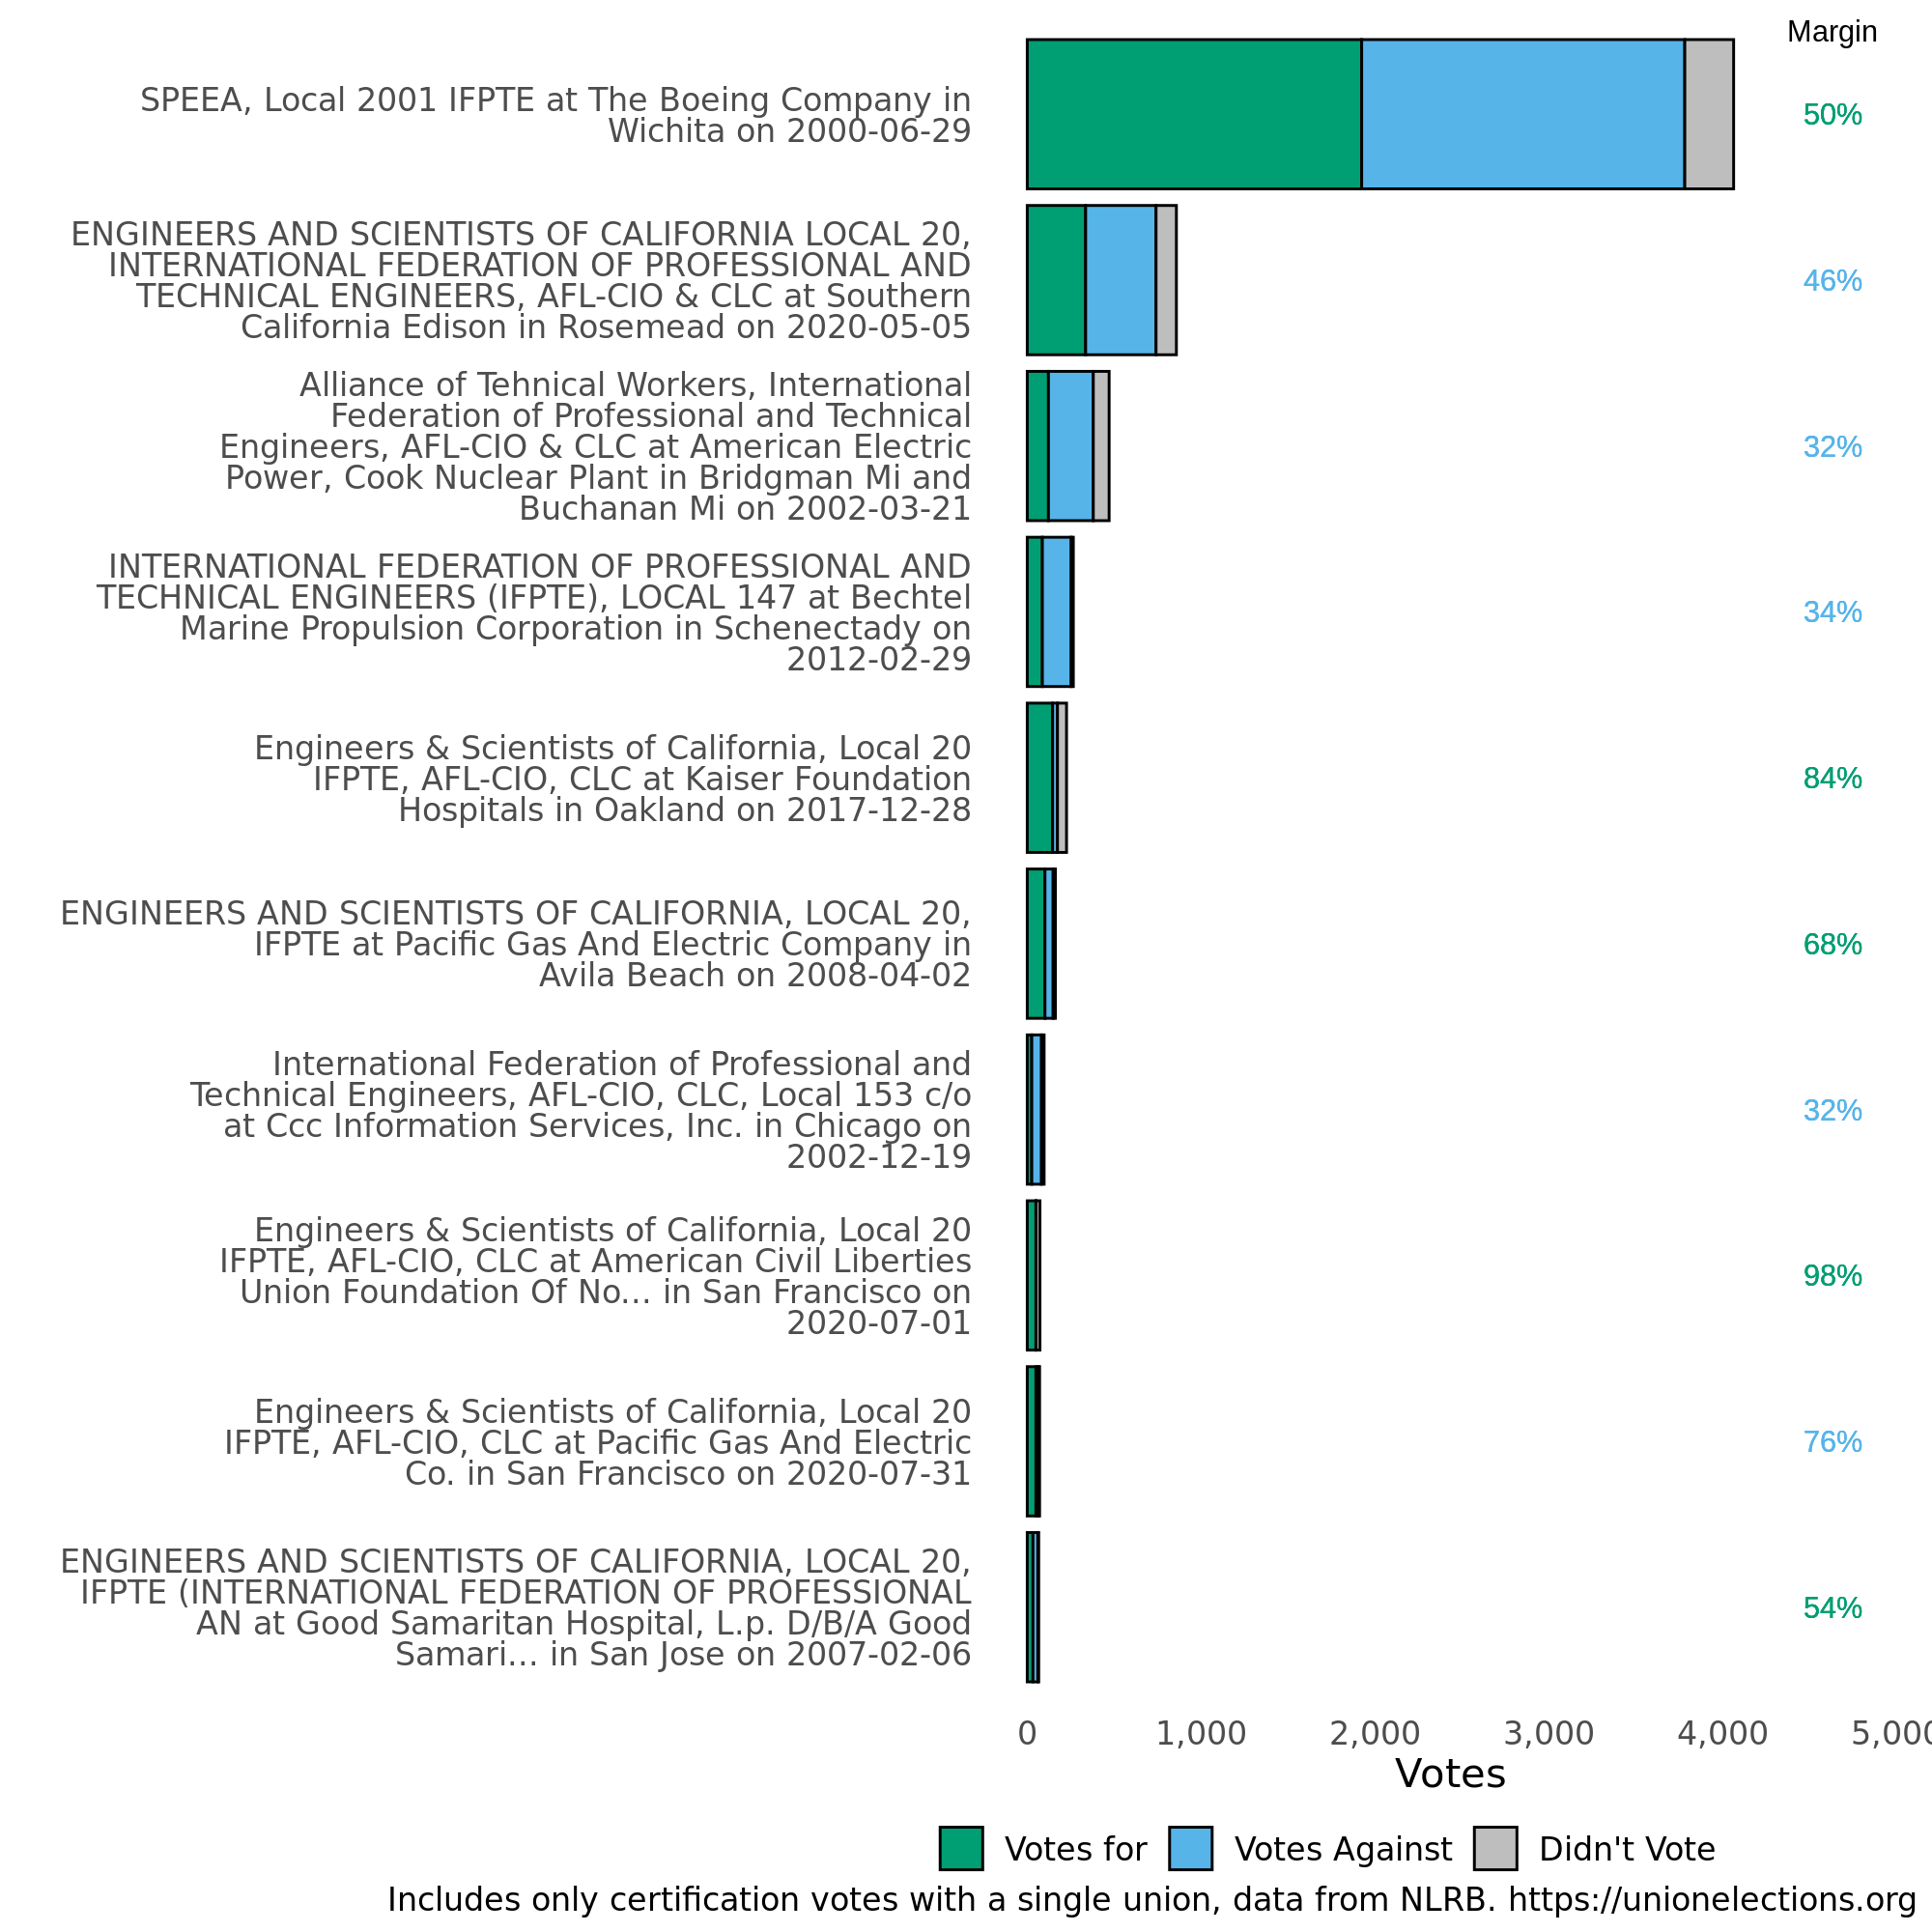 Margin
SPEEA, Local 2001 IFPTE at The Boeing Company in
Wichita on 2000-06-29
50%
ENGINEERS AND SCIENTISTS OF CALIFORNIA LOCAL 20,
INTERNATIONAL FEDERATION OF PROFESSIONAL AND
TECHNICAL ENGINEERS, AFL-CIO & CLC at Southern
California Edison in Rosemead on 2020-05-05
46%
Alliance of Tehnical Workers, International
Federation of Professional and Technical
Engineers, AFL-CIO & CLC at American Electric
Power, Cook Nuclear Plant in Bridgman Mi and
Buchanan Mi on 2002-03-21
32%
INTERNATIONAL FEDERATION OF PROFESSIONAL AND
TECHNICAL ENGINEERS (IFPTE), LOCAL 147 at Bechtel
Marine Propulsion Corporation in Schenectady on
2012-02-29
34%
Engineers & Scientists of California, Local 20
IFPTE, AFL-CIO, CLC at Kaiser Foundation
Hospitals in Oakland on 2017-12-28
84%
ENGINEERS AND SCIENTISTS OF CALIFORNIA, LOCAL 20,
IFPTE at Pacific Gas And Electric Company in
Avila Beach on 2008-04-02
68%
International Federation of Professional and
Technical Engineers, AFL-CIO, CLC, Local 153 c/o
at Ccc Information Services, Inc. in Chicago on
2002-12-19
32%
Engineers & Scientists of California, Local 20
IFPTE, AFL-CIO, CLC at American Civil Liberties
Union Foundation Of No... in San Francisco on
2020-07-01
98%
Engineers & Scientists of California, Local 20
IFPTE, AFL-CIO, CLC at Pacific Gas And Electric
Co. in San Francisco on 2020-07-31
76%
ENGINEERS AND SCIENTISTS OF CALIFORNIA, LOCAL 20,
IFPTE (INTERNATIONAL FEDERATION OF PROFESSIONAL
AN at Good Samaritan Hospital, L.p. D/B/A Good
Samari... in San Jose on 2007-02-06
54%
0 1,000 2,000 3,000 4,000 5,000
Votes
Votes for Votes Against Didn't Vote
Includes only certification votes with a single union, data from NLRB. https://unionelections.org